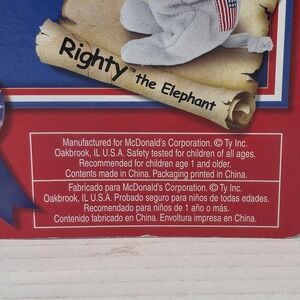 Righty™ the Elephant
Manufactured for McDonald's Corporation. © Ty Inc.
Oakbrook, IL U.S.A. Safety tested for children of all ages.
Recommended for children age 1 and older.
Contents made in China. Packaging printed in China.
Fabricado para McDonald's Corporation. © Ty Inc.
Oakbrook, IL U.S.A. Probado seguro para niños de todas edades.
Recomendado para niños de 1 año o más.
Contenido fabricado en China. Envoltura impresa en China.